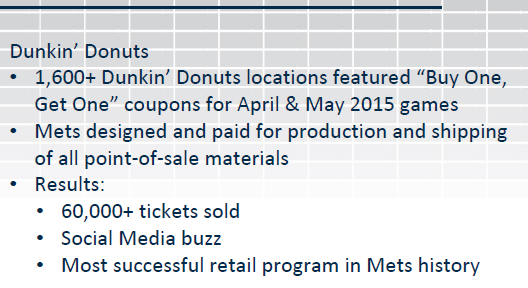 Dunkin’ Donuts
• 1,600+ Dunkin’ Donuts locations featured “Buy One,
Get One” coupons for April & May 2015 games
• Mets designed and paid for production and shipping
of all point-of-sale materials
• Results:
• 60,000+ tickets sold
• Social Media buzz
• Most successful retail program in Mets history